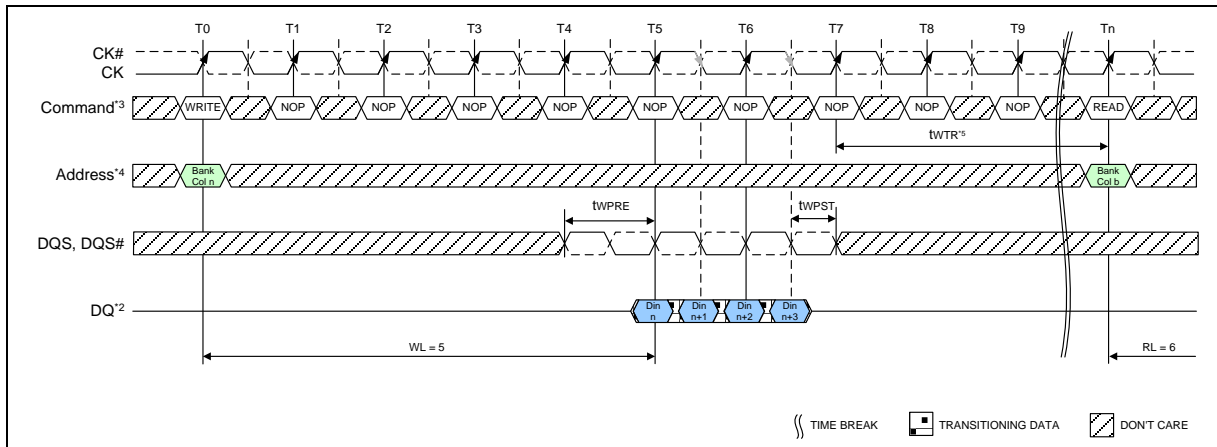 T0 T1 T2 T3 T4 T5 T6 T7 T8 T9 Tn
CK#
CK
Command*3 WRITE NOP NOP NOP NOP NOP NOP NOP NOP NOP READ
tWTR*5
Address*4 Bank Col n Bank Col b
tWPRE tWPST
DQS, DQS#
DQ*2 Din n Din n+1 Din n+2 Din n+3
WL = 5 RL = 6
TIME BREAK TRANSITIONING DATA DON'T CARE